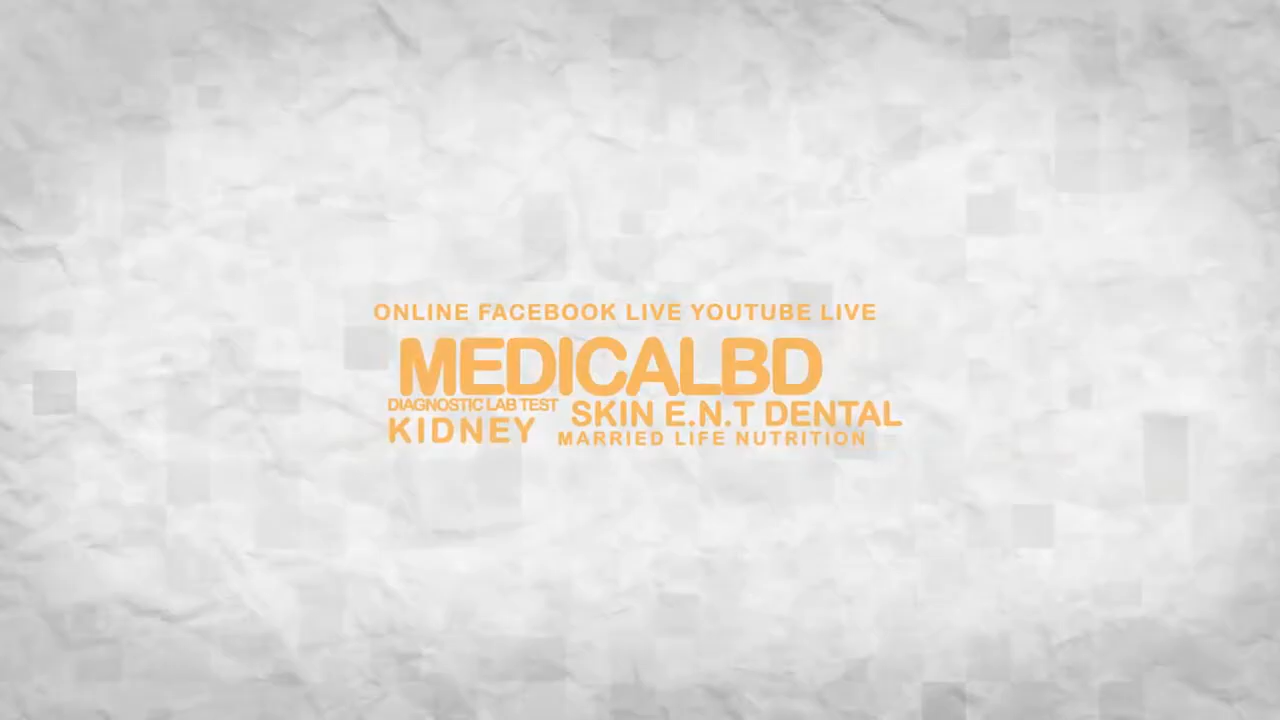 ONLINE FACEBOOK LIVE YOUTUBE LIVE
MEDICALBD
DIAGNOSTIC LAB TEST
KIDNEY
SKIN E.N.T DENTAL
MARRIED LIFE NUTRITION